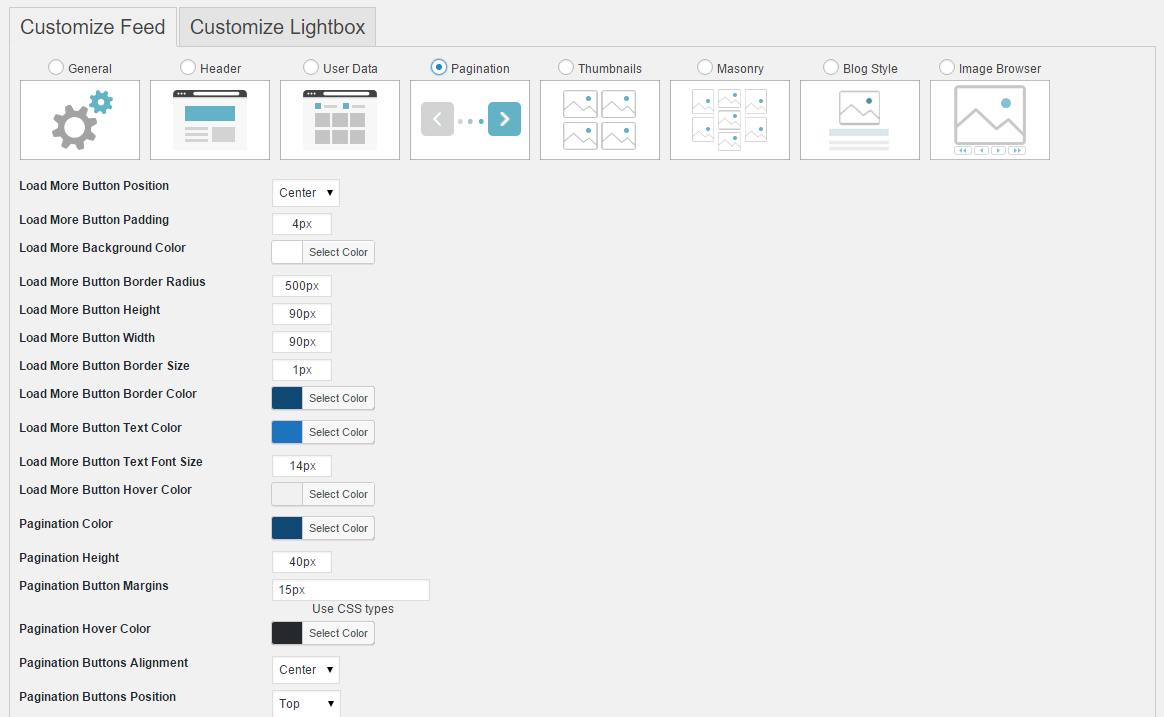 Customize Feed Customize Lightbox
General Header User Data Pagination Thumbnails Masonry Blog Style Image Browser
Load More Button Position Center
Load More Button Padding 4px
Load More Background Color Select Color
Load More Button Border Radius 500px
Load More Button Height 90px
Load More Button Width 90px
Load More Button Border Size 1px
Load More Button Border Color Select Color
Load More Button Text Color Select Color
Load More Button Text Font Size 14px
Load More Button Hover Color Select Color
Pagination Color Select Color
Pagination Height 40px
Pagination Button Margins 15px
Use CSS types
Pagination Hover Color Select Color
Pagination Buttons Alignment Center
Pagination Buttons Position Top